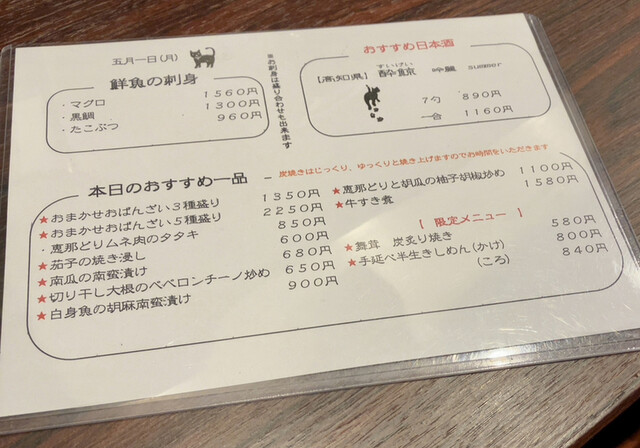 五月一日(月)
鮮魚の刺身
・マグロ 1560円
・黒鯛 1300円
・たこぶつ 960円
※お刺身は盛り合わせも出来ます
おすすめ日本酒
すいげい
【高知県】 酔鯨 吟麗 summer
7勺 890円
一合 1160円
本日のおすすめ一品
― 炭焼きはじっくり、ゆっくりと焼き上げますのでお時間をいただきます
★おまかせおばんざい3種盛り 1350円
★おまかせおばんざい5種盛り 2250円
・恵那どりムネ肉のタタキ 850円
★茄子の焼き浸し 600円
★南瓜の南蛮漬け 680円
★切り干し大根のペペロンチーノ炒め 650円
★白身魚の胡麻南蛮漬け 900円
★恵那どりと胡瓜の柚子胡椒炒め 1100円
★牛すき煮 1580円
【 限定メニュー 】
★舞茸 炭炙り焼き 580円
★手延べ半生きしめん(かけ) 800円
(ころ) 840円